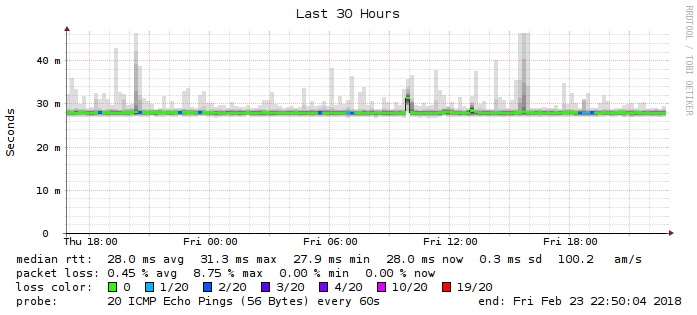 Last 30 Hours
RRDTOOL / TOBI OETIKER
Seconds
40 m
30 m
20 m
10 m
0
Thu 18:00 Fri 00:00 Fri 06:00 Fri 12:00 Fri 18:00
median rtt: 28.0 ms avg 31.3 ms max 27.9 ms min 28.0 ms now 0.3 ms sd 100.2 am/s
packet loss: 0.45 % avg 8.75 % max 0.00 % min 0.00 % now
loss color: 0 1/20 2/20 3/20 4/20 10/20 19/20
probe: 20 ICMP Echo Pings (56 Bytes) every 60s end: Fri Feb 23 22:50:04 2018